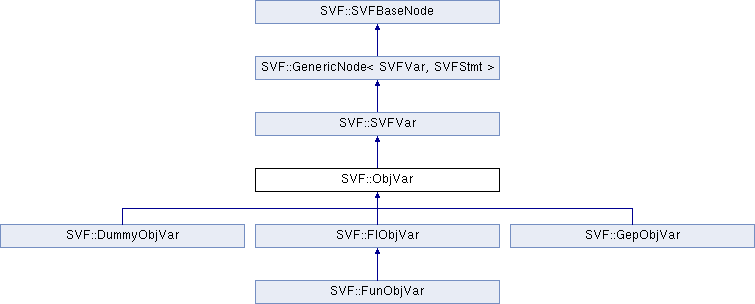 SVF::SVFBaseNode
SVF::GenericNode< SVFVar, SVFStmt >
SVF::SVFVar
SVF::ObjVar
SVF::DummyObjVar
SVF::FIObjVar
SVF::GepObjVar
SVF::FunObjVar